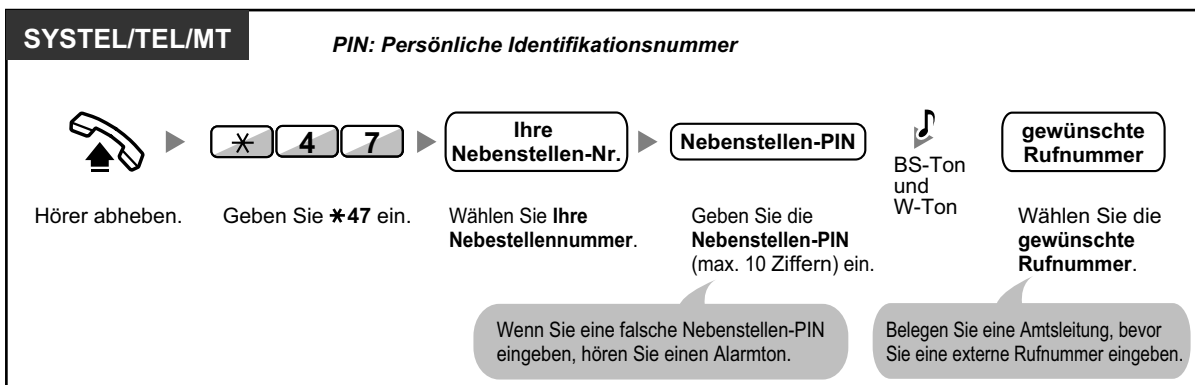 SYSTEL/TEL/MT
PIN: Persönliche Identifikationsnummer
Hörer abheben.
* 4 7
Geben Sie *47 ein.
Ihre
Nebenstellen-Nr.
Wählen Sie Ihre
Nebestellennummer.
Nebenstellen-PIN
Geben Sie die
Nebenstellen-PIN
(max. 10 Ziffern) ein.
Wenn Sie eine falsche Nebenstellen-PIN
eingeben, hören Sie einen Alarmton.
BS-Ton
und
W-Ton
gewünschte
Rufnummer
Wählen Sie die
gewünschte
Rufnummer.
Belegen Sie eine Amtsleitung, bevor
Sie eine externe Rufnummer eingeben.